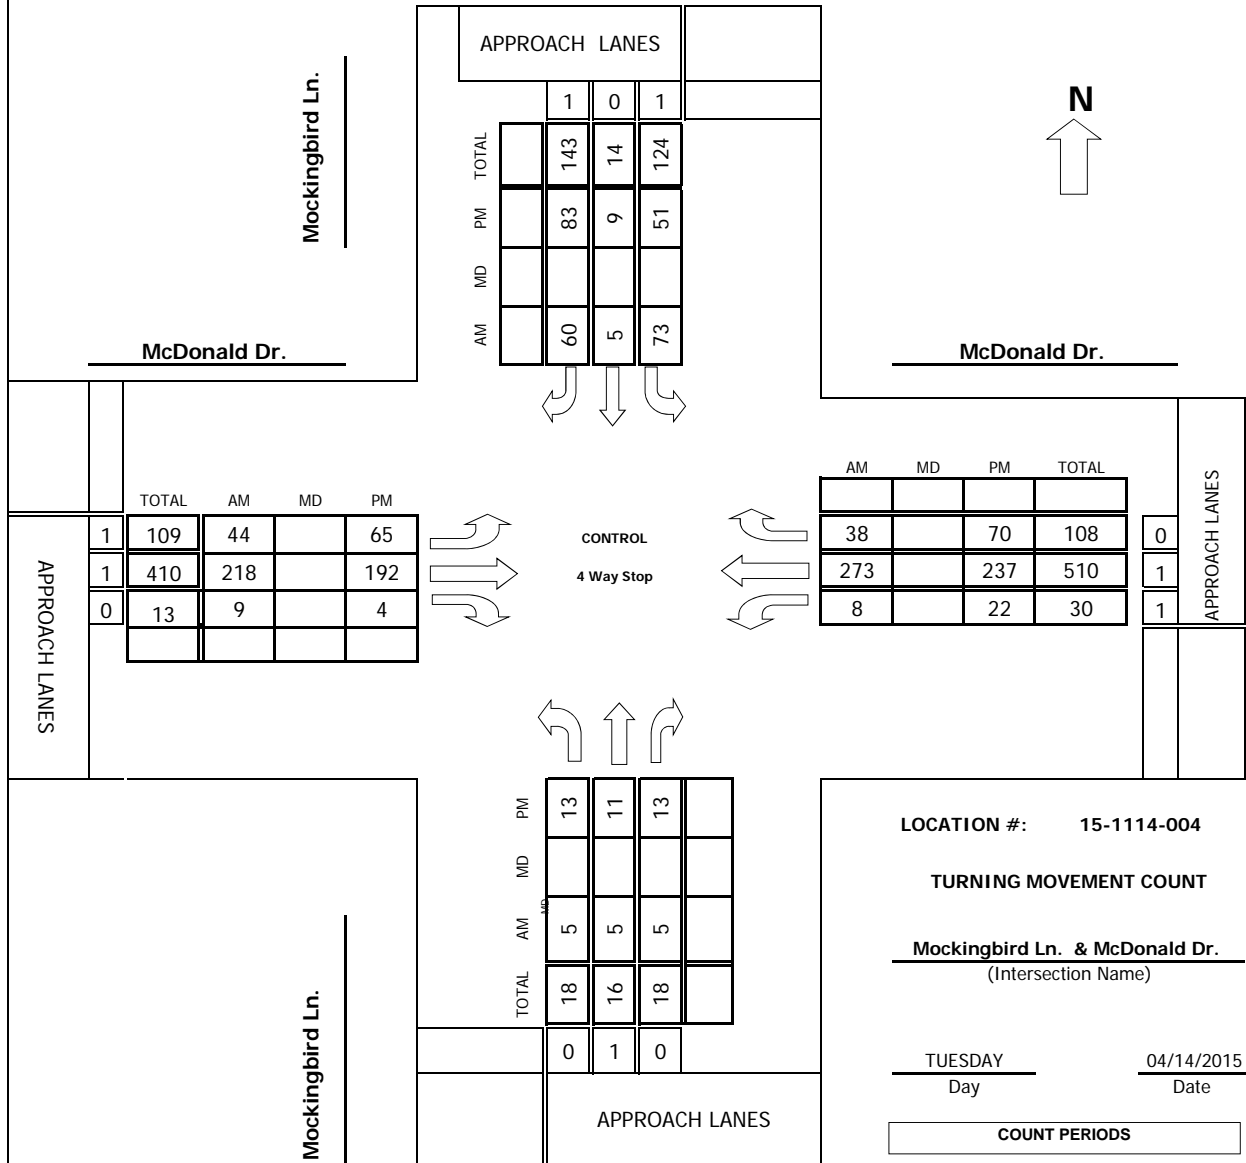 APPROACH LANES
1 0 1
Mockingbird Ln.
N
TOTAL 143 14 124
PM 83 9 51
MD
AM 60 5 73
McDonald Dr.
McDonald Dr.
AM MD PM TOTAL
TOTAL AM MD PM
1 109 44 65
CONTROL
38 70 108 0
1 410 218 192
4 Way Stop
273 237 510 1
0 13 9 4
8 22 30 1
APPROACH LANES
APPROACH LANES
PM 13 11 13
MD
MD
AM 5 5 5
TOTAL 18 16 18
0 1 0
Mockingbird Ln.
APPROACH LANES
LOCATION #: 15-1114-004
TURNING MOVEMENT COUNT
Mockingbird Ln. & McDonald Dr.
(Intersection Name)
TUESDAY 04/14/2015
Day Date
COUNT PERIODS